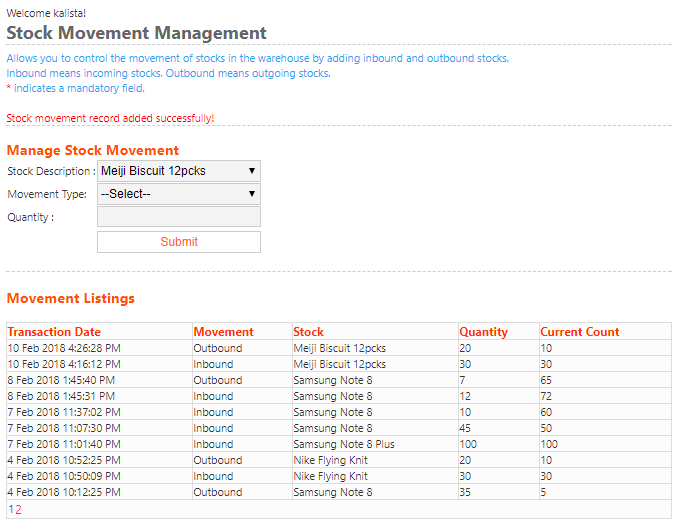 Welcome kalista!
Stock Movement Management
Allows you to control the movement of stocks in the warehouse by adding inbound and outbound stocks.
Inbound means incoming stocks. Outbound means outgoing stocks.
* indicates a mandatory field.
Stock movement record added successfully!
Manage Stock Movement
Stock Description : Meiji Biscuit 12pcks
Movement Type: --Select--
Quantity :
Submit
Movement Listings
Transaction Date Movement Stock Quantity Current Count
10 Feb 2018 4:26:28 PM Outbound Meiji Biscuit 12pcks 20 10
10 Feb 2018 4:16:12 PM Inbound Meiji Biscuit 12pcks 30 30
8 Feb 2018 1:45:40 PM Outbound Samsung Note 8 7 65
8 Feb 2018 1:45:31 PM Inbound Samsung Note 8 12 72
7 Feb 2018 11:37:02 PM Inbound Samsung Note 8 10 60
7 Feb 2018 11:07:30 PM Inbound Samsung Note 8 45 50
7 Feb 2018 11:01:40 PM Inbound Samsung Note 8 Plus 100 100
4 Feb 2018 10:52:25 PM Outbound Nike Flying Knit 20 10
4 Feb 2018 10:50:09 PM Inbound Nike Flying Knit 30 30
4 Feb 2018 10:12:25 PM Outbound Samsung Note 8 35 5
12